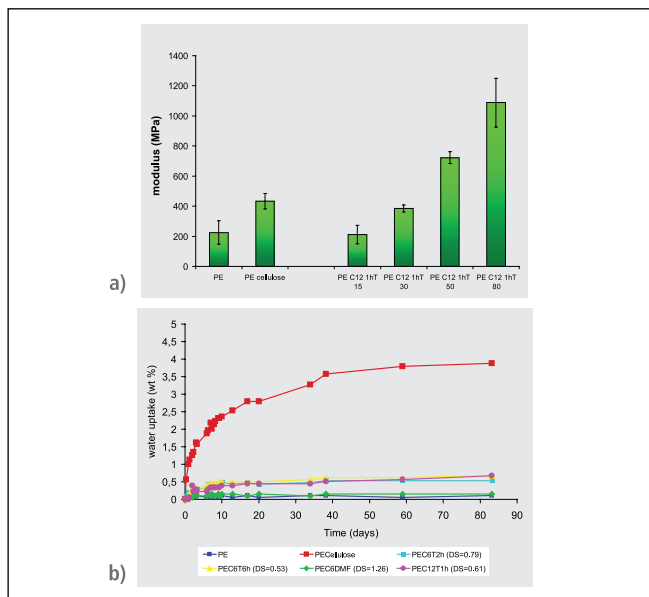 1400
1200
1000
800
600
400
200
0
modulus (MPa)
PE
PE cellulose
PE C12 1hT
15
PE C12 1hT
30
PE C12 1hT
50
PE C12 1hT
80
a)
5
4,5
4
3,5
3
2,5
2
1,5
1
0,5
0
water uptake (wt %)
0 10 20 30 40 50 60 70 80 90
Time (days)
PE
PECellulose
PEC6T2h (DS=0.79)
PEC6T6h (DS=0.53)
PEC6DMF (DS=1.26)
PEC12T1h (DS=0.61)
b)